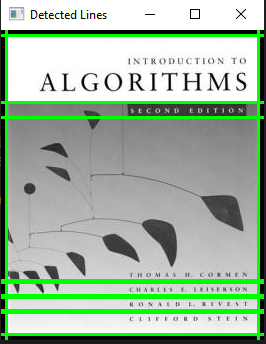 Detected Lines
INTRODUCTION TO
ALGORITHMS
SECOND EDITION
THOMAS H. CORMEN
CHARLES E. LEISERSON
RONALD L. RIVEST
CLIFFORD STEIN